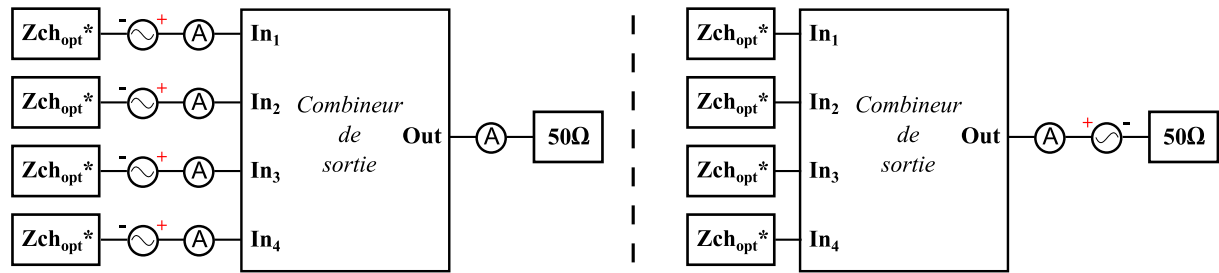 Zchopt* - + A In1
Zchopt* - + A In2
Zchopt* - + A In3
Zchopt* - + A In4
Combineur
de
sortie
Out A 50Ω
Zchopt* In1
Zchopt* In2
Zchopt* In3
Zchopt* In4
Combineur
de
sortie
Out A + - 50Ω